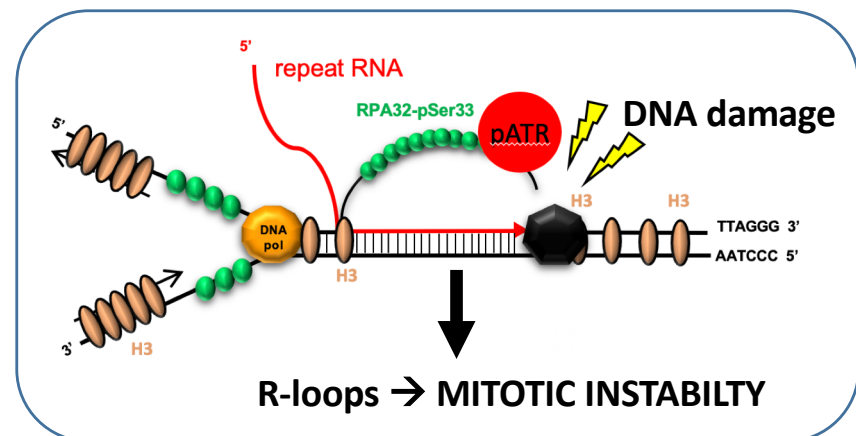 5'
repeat RNA
RPA32-pSer33
pATR
DNA damage
5'
H3
H3
DNA
pol
TTAGGG 3'
AATCCC 5'
H3
3'
H3
R-loops → MITOTIC INSTABILTY